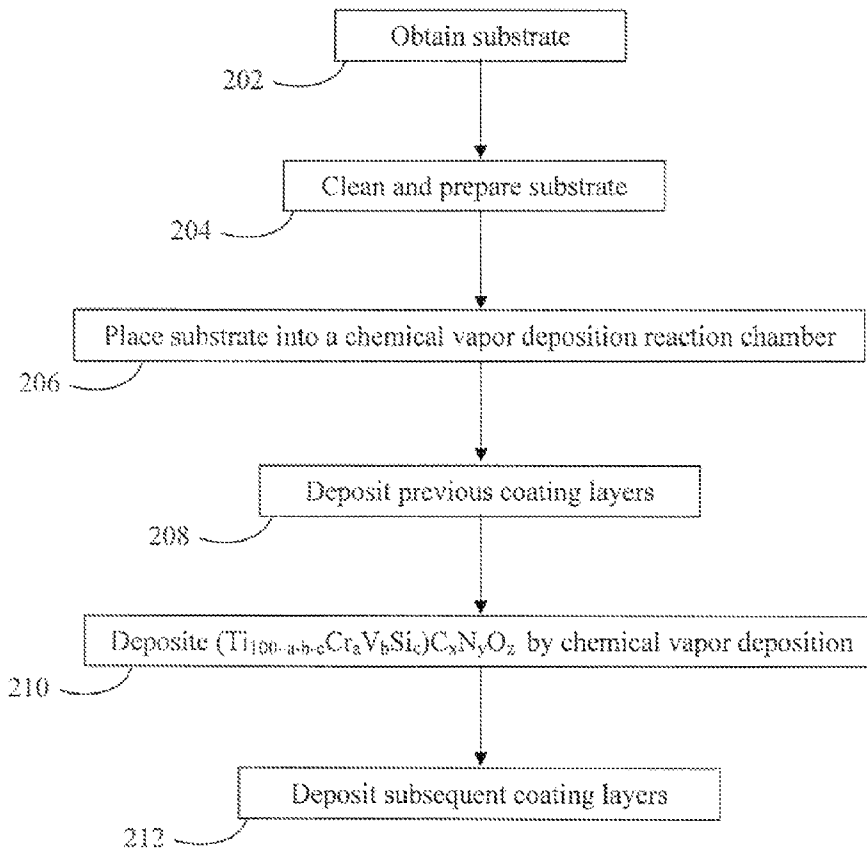 Obtain substrate
202
Clean and prepare substrate
204
Place substrate into a chemical vapor deposition reaction chamber
206
Deposit previous coating layers
208
Deposite (Ti₁₀₀₋ₐ₋b₋cCrₐVbSic)CₓNyOz by chemical vapor deposition
210
Deposit subsequent coating layers
212